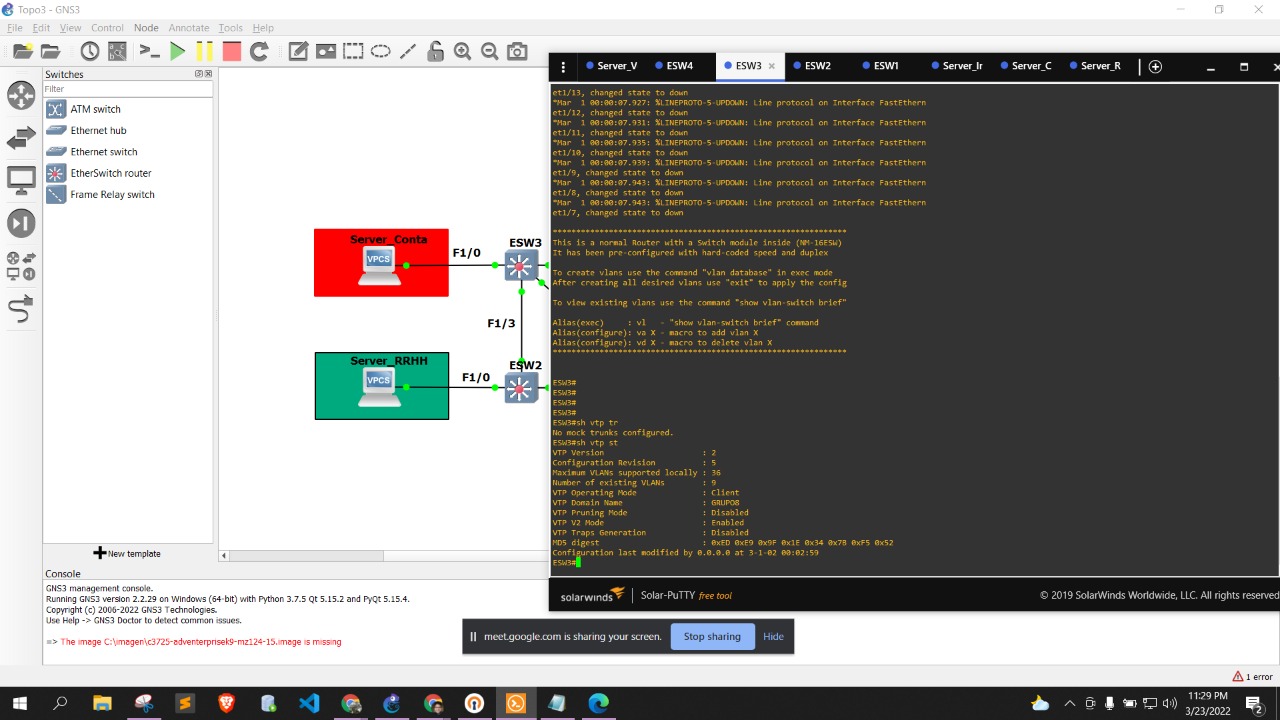 Topo3 - GNS3
File Edit View Control Node Annotate Tools Help
Switches
Filter
ATM switch
Ethernet hub
Ethernet switch
EtherSwitch router
Frame Relay switch
New template
Server_Conta
VPCS
F1/0
ESW3
F1/3
Server_RRHH
VPCS
F1/0
ESW2
Server_V ESW4 ESW3 ESW2 ESW1 Server_Ir Server_C Server_R
et1/13, changed state to down
*Mar  1 00:00:07.927: %LINEPROTO-5-UPDOWN: Line protocol on Interface FastEthern
et1/12, changed state to down
*Mar  1 00:00:07.931: %LINEPROTO-5-UPDOWN: Line protocol on Interface FastEthern
et1/11, changed state to down
*Mar  1 00:00:07.935: %LINEPROTO-5-UPDOWN: Line protocol on Interface FastEthern
et1/10, changed state to down
*Mar  1 00:00:07.939: %LINEPROTO-5-UPDOWN: Line protocol on Interface FastEthern
et1/9, changed state to down
*Mar  1 00:00:07.943: %LINEPROTO-5-UPDOWN: Line protocol on Interface FastEthern
et1/8, changed state to down
*Mar  1 00:00:07.943: %LINEPROTO-5-UPDOWN: Line protocol on Interface FastEthern
et1/7, changed state to down
***************************************************************
This is a normal Router with a Switch module inside (NM-16ESW)
It has been pre-configured with hard-coded speed and duplex
To create vlans use the command "vlan database" in exec mode
After creating all desired vlans use "exit" to apply the config
To view existing vlans use the command "show vlan-switch brief"
Alias(exec)     : vl   - "show vlan-switch brief" command
Alias(configure): va X - macro to add vlan X
Alias(configure): vd X - macro to delete vlan X
***************************************************************
ESW3#
ESW3#
ESW3#
ESW3#
ESW3#sh vtp tr
No mock trunks configured.
ESW3#sh vtp st
VTP Version                     : 2
Configuration Revision          : 5
Maximum VLANs supported locally : 36
Number of existing VLANs        : 9
VTP Operating Mode              : Client
VTP Domain Name                 : GRUPO8
VTP Pruning Mode                : Disabled
VTP V2 Mode                     : Enabled
VTP Traps Generation            : Disabled
MD5 digest                      : 0xED 0xE9 0x9F 0x1E 0x34 0x7B 0xF5 0x52
Configuration last modified by 0.0.0.0 at 3-1-02 00:02:59
ESW3#
solarwinds Solar-PuTTY free tool © 2019 SolarWinds Worldwide, LLC. All rights reserved
Console
GNS3 management console.
Running GNS3 version 2.2.29 on Windows (64-bit) with Python 3.7.5 Qt 5.15.2 and PyQt 5.15.4.
Copyright (c) 2006-2022 GNS3 Technologies.
Use Help -> GNS3 Doctor to detect common issues.
=> The image C:\imagen\c3725-adventerprisek9-mz124-15.image is missing
meet.google.com is sharing your screen. Stop sharing Hide
1 error
11:29 PM
3/23/2022
2